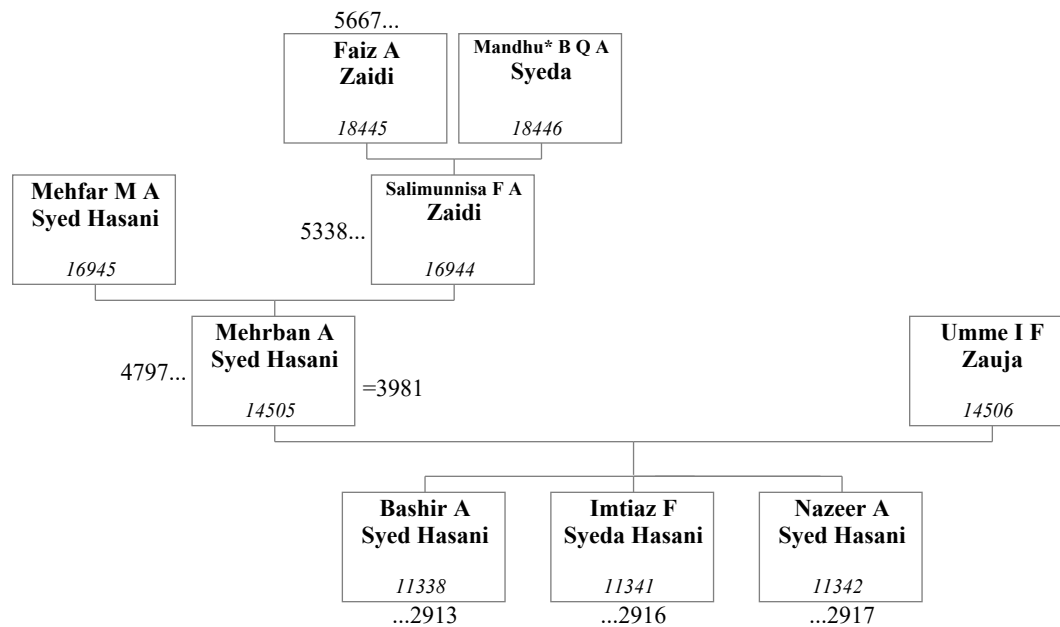 5667...
Faiz A
Zaidi
18445
Mandhu* B Q A
Syeda
18446
Mehfar M A
Syed Hasani
16945
5338...
Salimunnisa F A
Zaidi
16944
4797...
Mehrban A
Syed Hasani
14505
=3981
Umme I F
Zauja
14506
Bashir A
Syed Hasani
11338
...2913
Imtiaz F
Syeda Hasani
11341
...2916
Nazeer A
Syed Hasani
11342
...2917